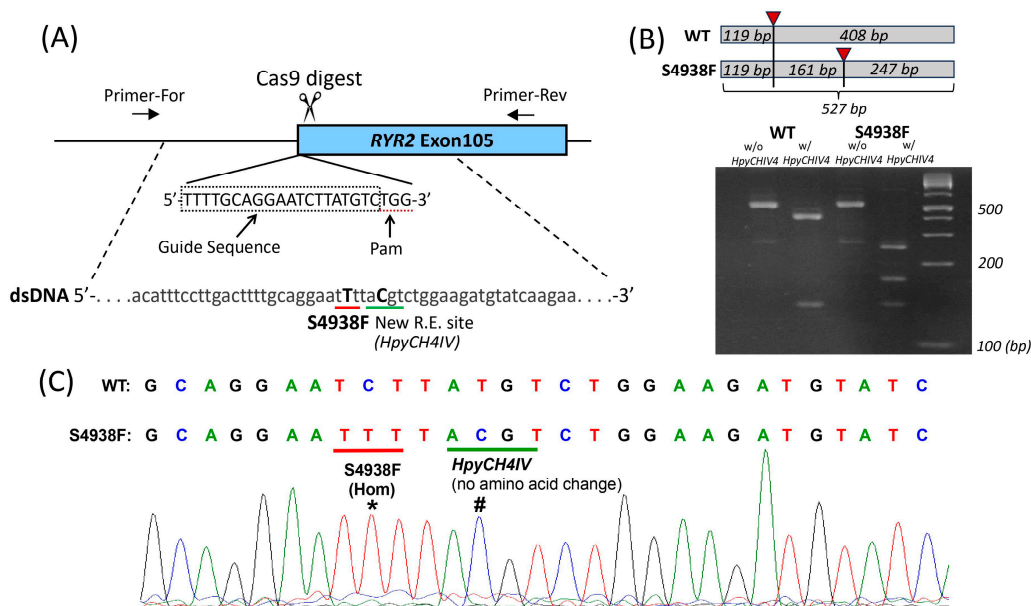 (A)
Cas9 digest
Primer-For
Primer-Rev
RYR2 Exon105
5’-TTTTGCAGGAATCTTATGTCTGG-3’
Guide Sequence
Pam
dsDNA 5’-....acatttccttgacttttgcaggaatTttaCgtctggaagatgtatcaagaa....-3’
S4938F New R.E. site
(HpyCH4IV)
(B)
WT 119 bp 408 bp
S4938F 119 bp 161 bp 247 bp
527 bp
WT S4938F
w/o w/ w/o w/
HpyCHIV4 HpyCHIV4 HpyCHIV4 HpyCHIV4
500
200
100 (bp)
(C)
WT: G C A G G A A T C T T A T G T C T G G A A G A T G T A T C
S4938F: G C A G G A A T T T T A C G T C T G G A A G A T G T A T C
S4938F HpyCH4IV
(Hom) (no amino acid change)
* #